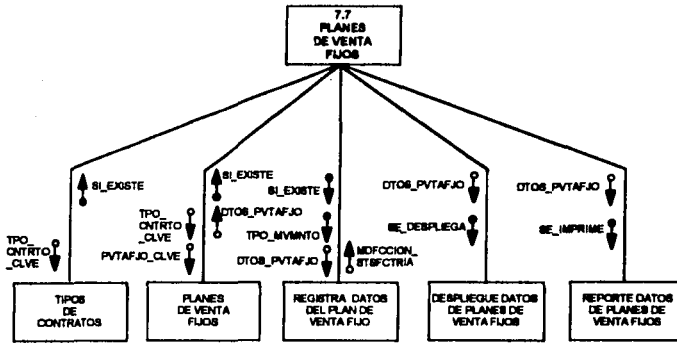 7.7
PLANES
DE VENTA
FIJOS
SI_EXISTE
TPO_
CNTRTO
_CLVE
SI_EXISTE
DTOS_PVTAFJO
TPO_
CNTRTO
_CLVE
PVTAFJO_CLVE
SI_EXISTE
TPO_MVMNTO
DTOS_PVTAFJO
MDFCCION_
STSFCTRIA
DTOS_PVTAFJO
SE_DESPLIEGA
DTOS_PVTAFJO
SE_IMPRIME
TIPOS
DE
CONTRATOS
PLANES
DE VENTA
FIJOS
REGISTRA DATOS
DEL PLAN DE
VENTA FIJO
DESPLIEGUE DATOS
DE PLANES DE
VENTA FIJOS
REPORTE DATOS
DE PLANES DE
VENTA FIJOS